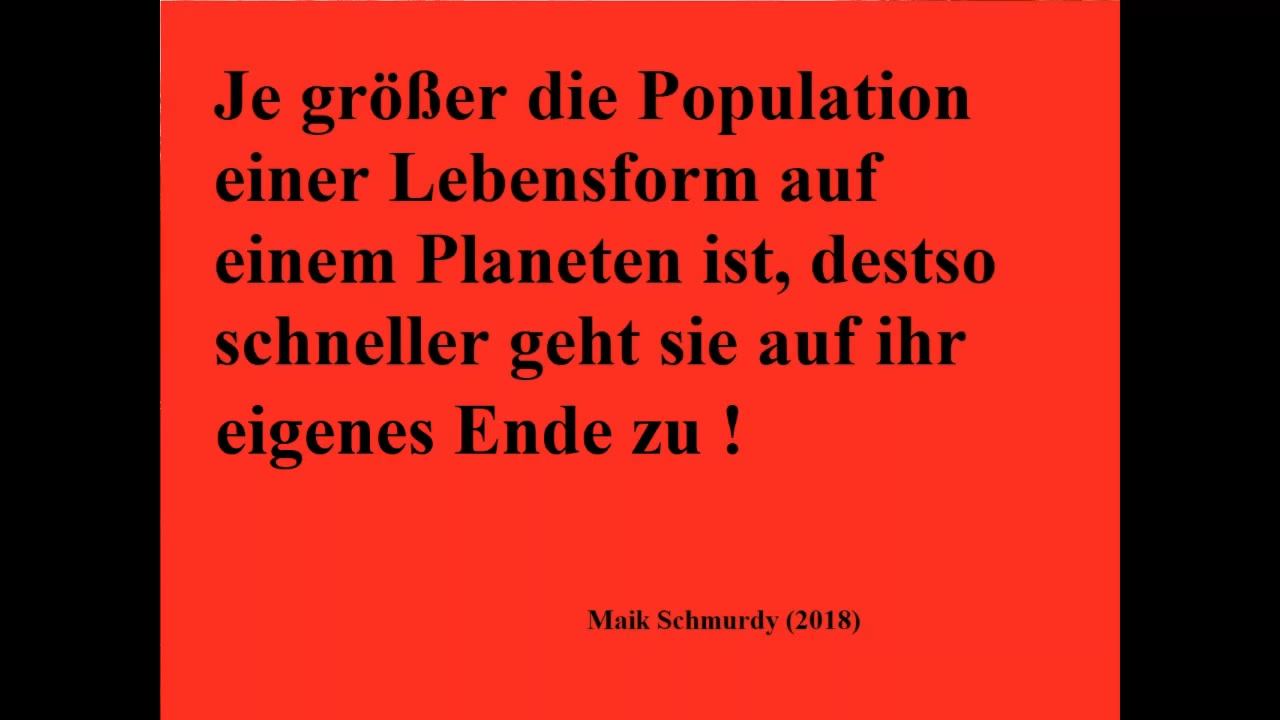 Je größer die Population
einer Lebensform auf
einem Planeten ist, destso
schneller geht sie auf ihr
eigenes Ende zu !
Maik Schmurdy (2018)